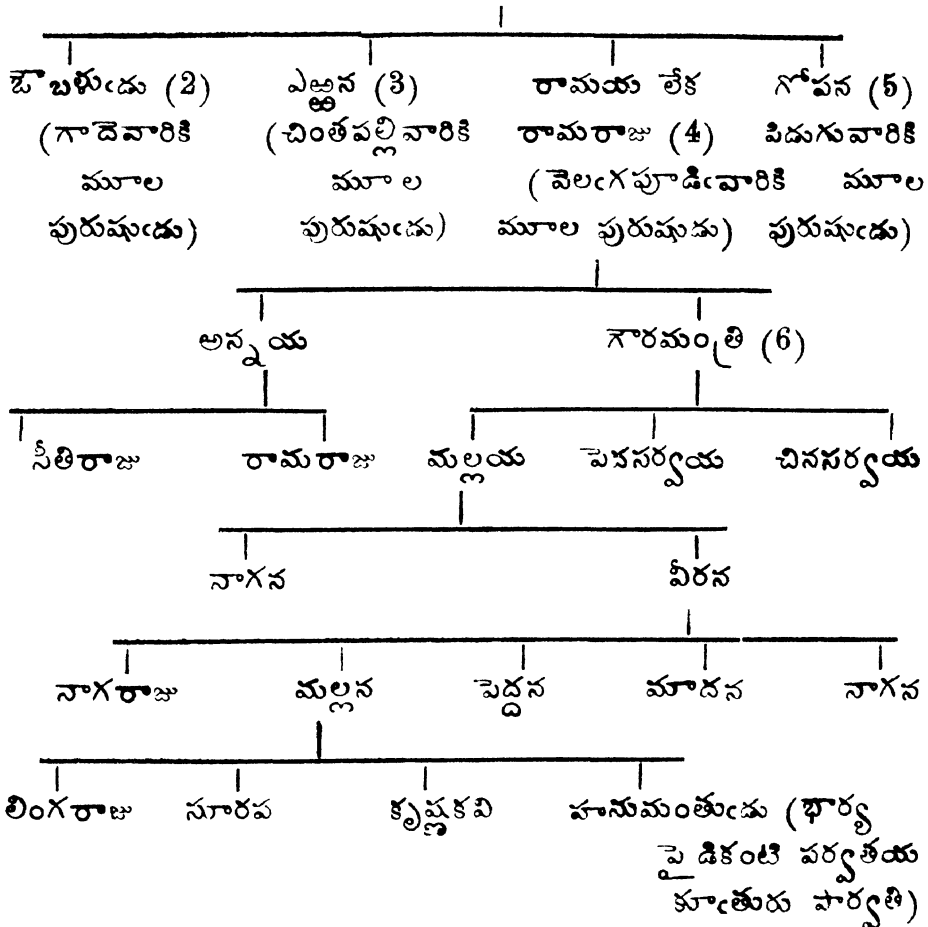 ఔబళుఁడు (2) ఎఱ్ఱన (3) రామయ లేక గోపన (5)
(గాదెవారికి (చింతపల్లివారికి రామరాజు (4) పిడుగువారికి
మూల మూల (వెలఁగపూడిఁవారికి మూల
పురుషుఁడు) పురుషుఁడు) మూల పురుషుడు) పురుషుఁడు)
అన్నయ గౌరమంత్రి (6)
సీతిరాజు రామరాజు మల్లయ పెదసర్వయ చినసర్వయ
నాగన వీరన
నాగరాజు మల్లన పెద్దన మాదన నాగన
లింగరాజు సూరప కృష్ణకవి హనుమంతుఁడు (భార్య
పైడికంటి పర్వతయ
కూఁతురు పార్వతి)